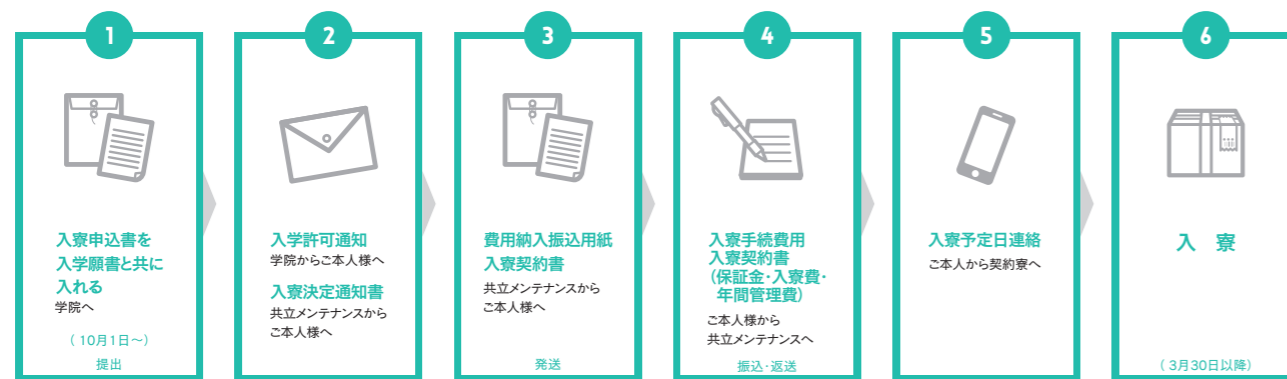 1
入寮申込書を
入学願書と共に
入れる
学院へ
( 10月1日〜)
提出
2
入学許可通知
学院からご本人様へ
入寮決定通知書
共立メンテナンスから
ご本人様へ
3
費用納入振込用紙
入寮契約書
共立メンテナンスから
ご本人様へ
発送
4
入寮手続費用
入寮契約書
(保証金・入寮費・
年間管理費)
ご本人様から
共立メンテナンスへ
振込・返送
5
入寮予定日連絡
ご本人から契約寮へ
6
入 寮
( 3月30日以降)